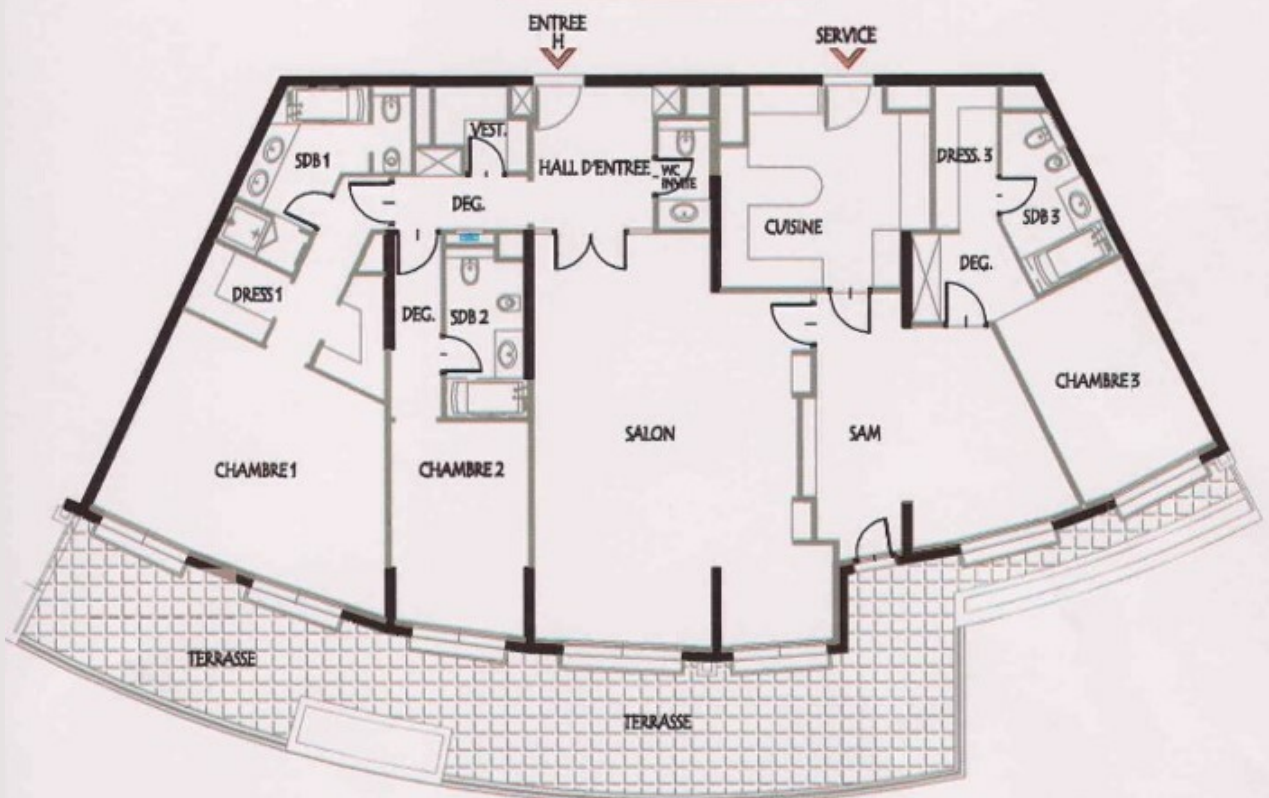 ENTREE
H
SERVICE
SDB 1
VEST.
HALL D'ENTREE
WC
INVITE
DRESS. 3
SDB 3
DEG.
CUISINE
DEG.
DRESS 1
DEG.
SDB 2
CHAMBRE 3
SALON
SAM
CHAMBRE 1
CHAMBRE 2
TERRASSE
TERRASSE